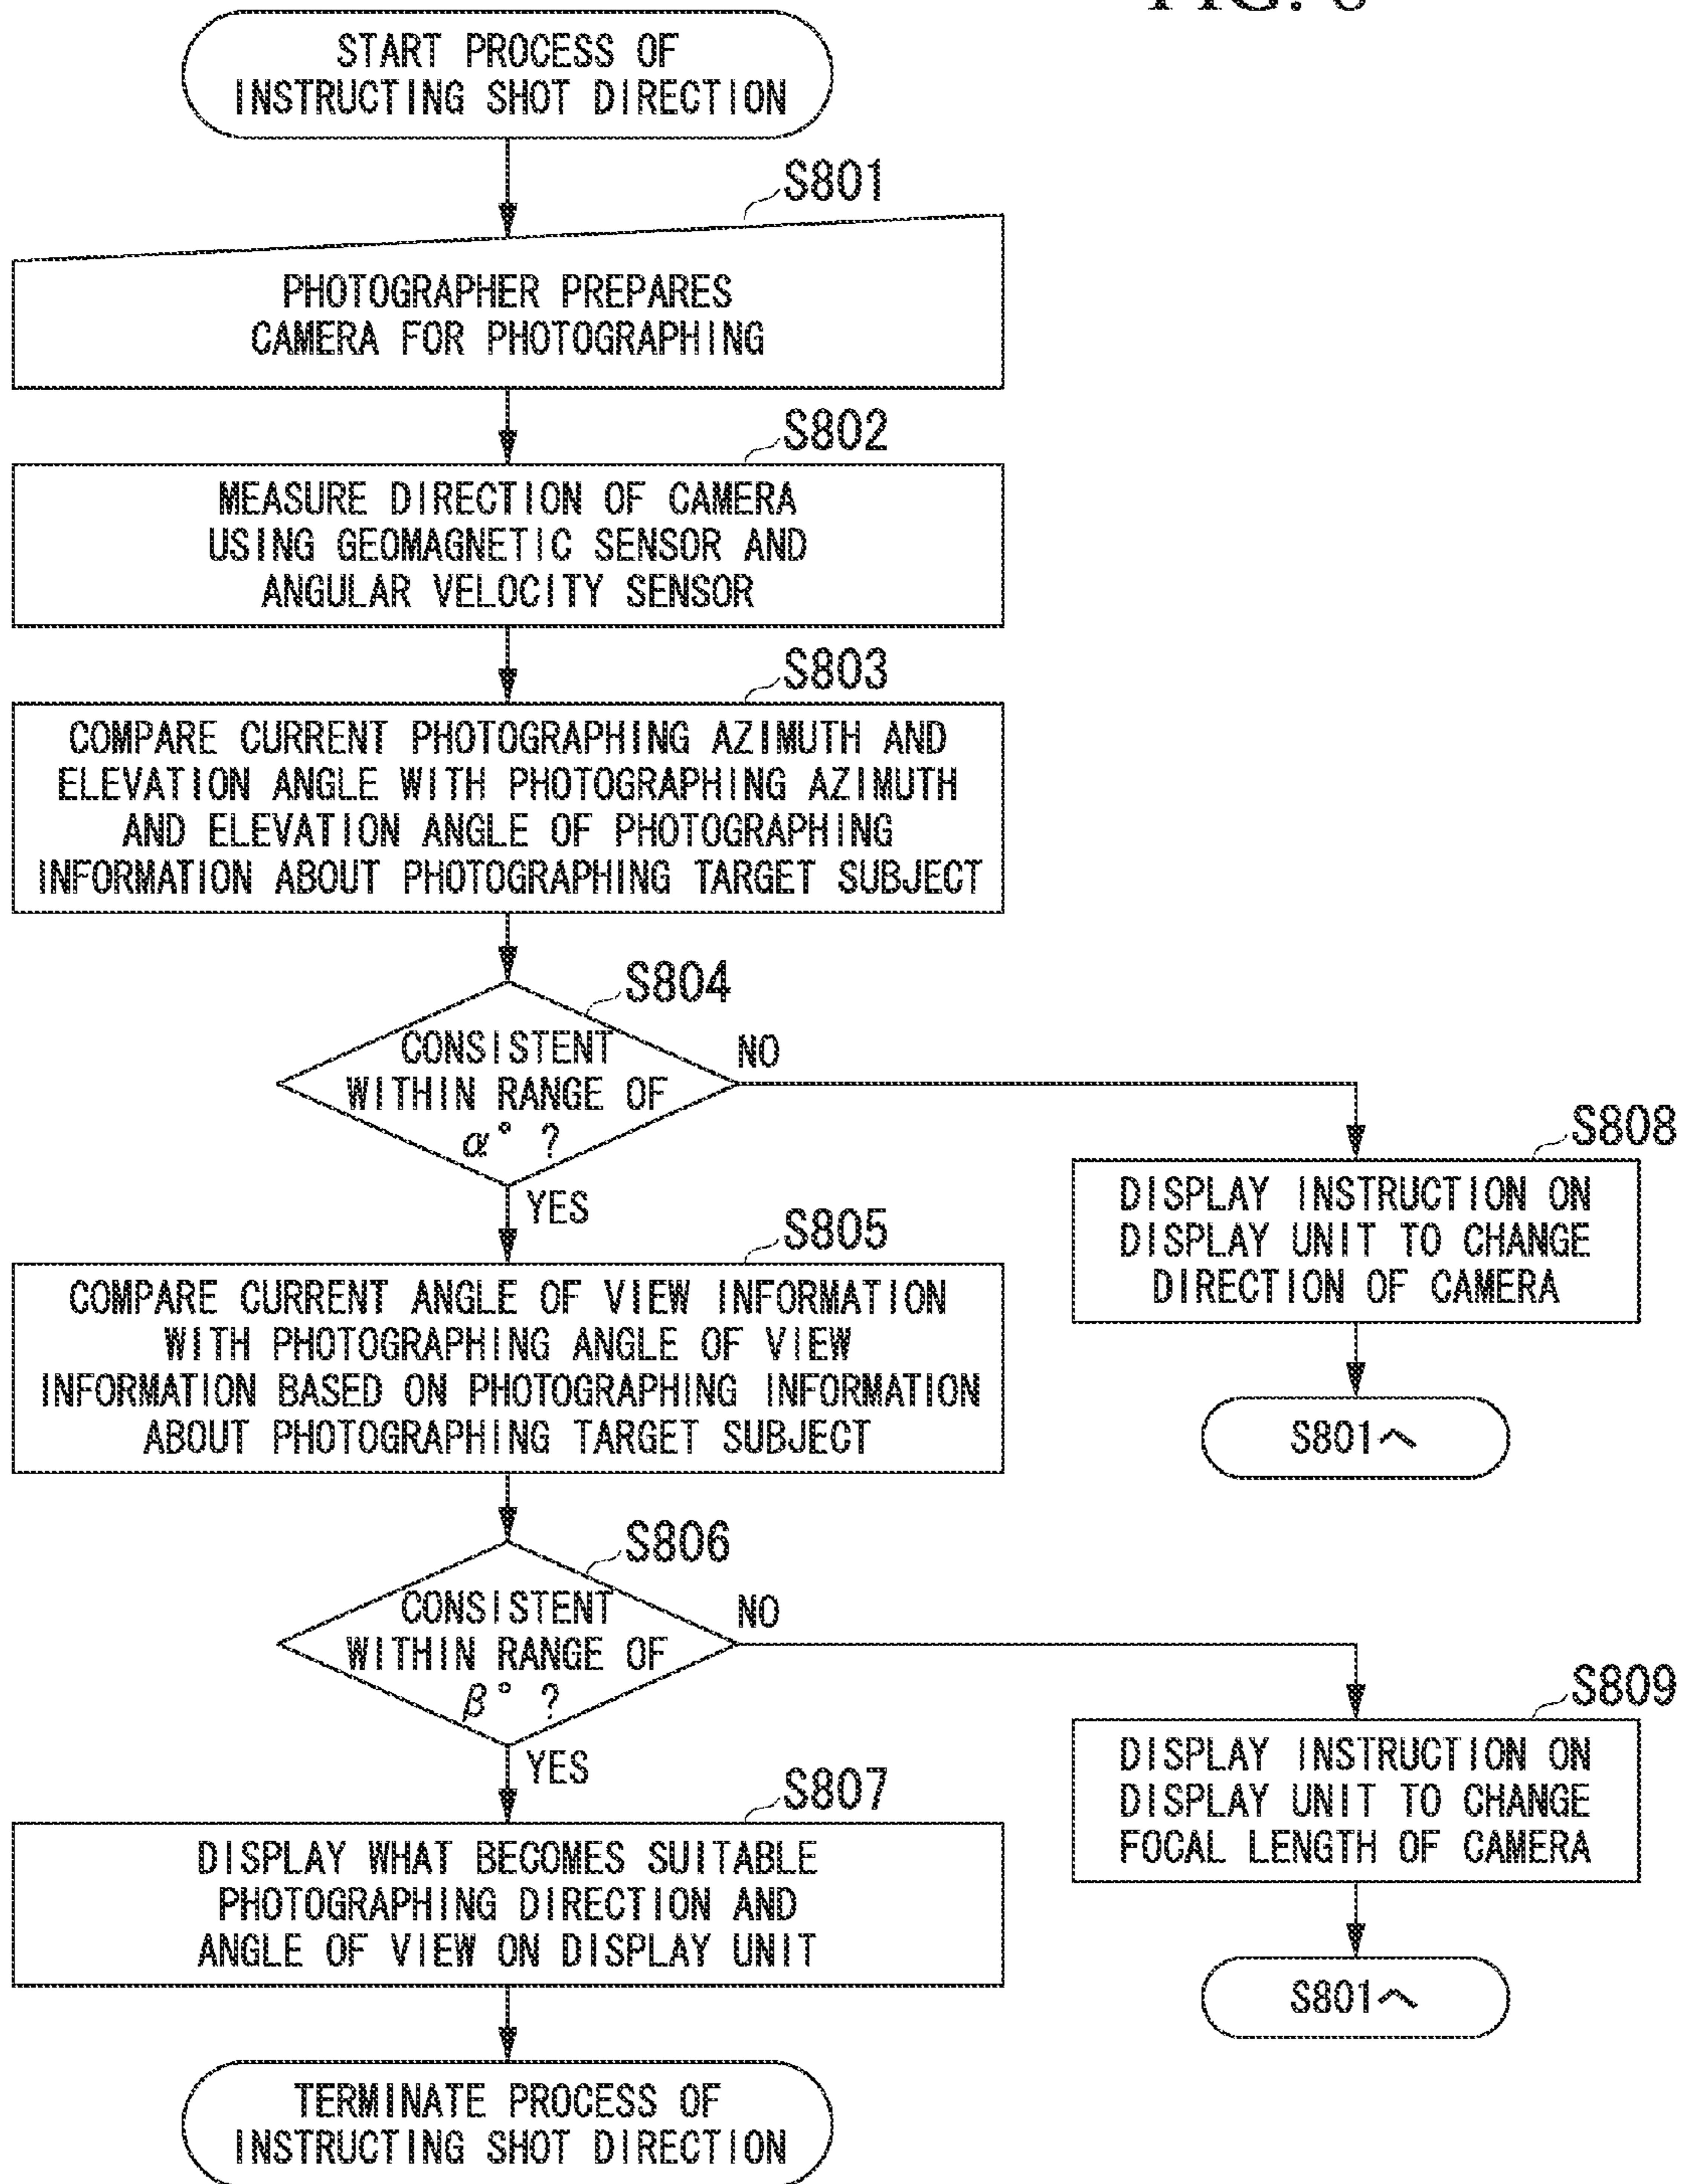 FIG.
START PROCESS OF
INSTRUCTING SHOT DIRECTION
S801
PHOTOGRAPHER PREPARES
CAMERA FOR PHOTOGRAPHING
S802
MEASURE DIRECTION OF CAMERA
USING GEOMAGNETIC SENSOR AND
ANGULAR VELOCITY SENSOR
S803
COMPARE CURRENT PHOTOGRAPHING AZIMUTH AND
ELEVATION ANGLE WITH PHOTOGRAPHING AZIMUTH
AND ELEVATION ANGLE OF PHOTOGRAPHING
INFORMATION ABOUT PHOTOGRAPHING TARGET SUBJECT
S804
CONSISTENT
WITHIN RANGE OF
α° ?
NO
YES
S808
DISPLAY INSTRUCTION ON
DISPLAY UNIT TO CHANGE
DIRECTION OF CAMERA
S801へ
S805
COMPARE CURRENT ANGLE OF VIEW INFORMATION
WITH PHOTOGRAPHING ANGLE OF VIEW
INFORMATION BASED ON PHOTOGRAPHING INFORMATION
ABOUT PHOTOGRAPHING TARGET SUBJECT
S806
CONSISTENT
WITHIN RANGE OF
β° ?
NO
YES
S809
DISPLAY INSTRUCTION ON
DISPLAY UNIT TO CHANGE
FOCAL LENGTH OF CAMERA
S801へ
S807
DISPLAY WHAT BECOMES SUITABLE
PHOTOGRAPHING DIRECTION AND
ANGLE OF VIEW ON DISPLAY UNIT
TERMINATE PROCESS OF
INSTRUCTING SHOT DIRECTION